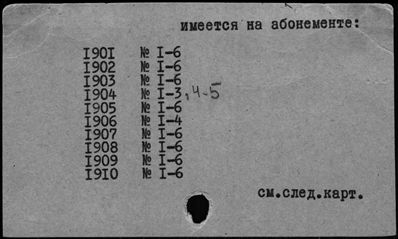 имеется на абонементе:
I90I № I-6
I902 № I-6
I903 № I-6
I904 № I-3,4-5
I905 № I-6
I906 № I-4
I907 № I-6
I908 № I-6
I909 № I-6
I9I0 № I-6
см.след.карт.